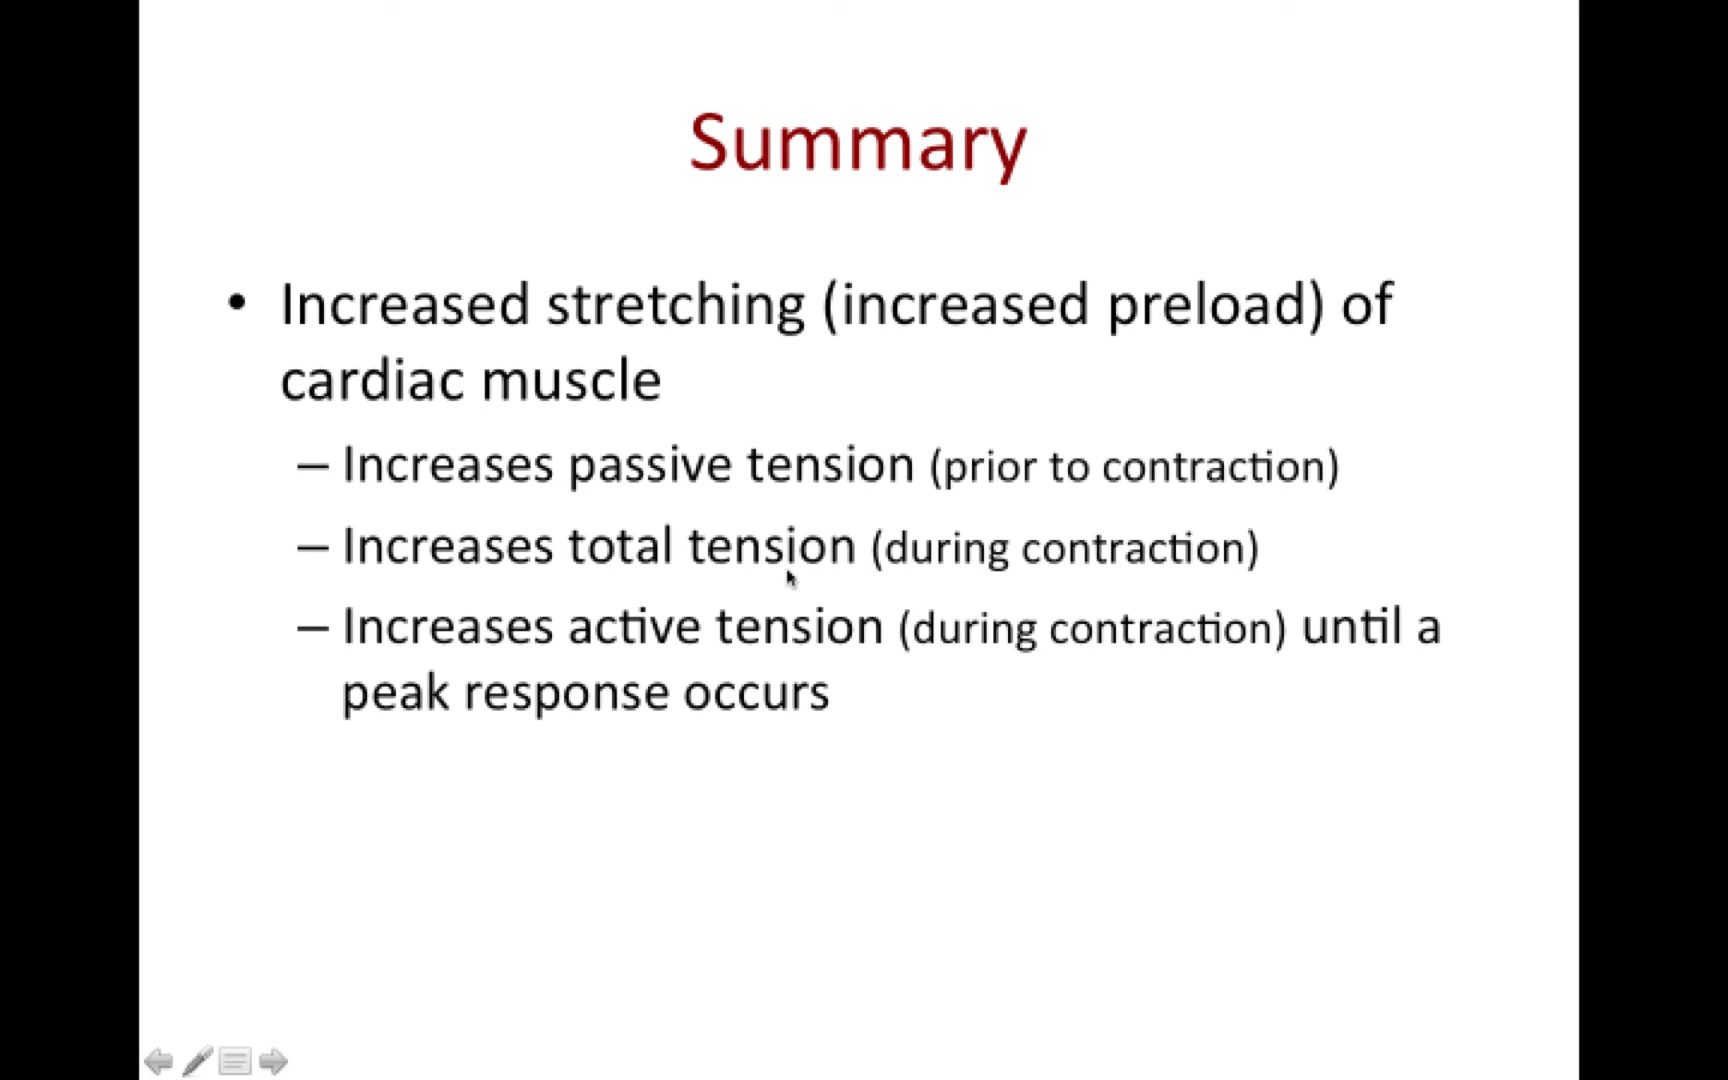 Summary
• Increased stretching (increased preload) of
cardiac muscle
– Increases passive tension (prior to contraction)
– Increases total tension (during contraction)
– Increases active tension (during contraction) until a
peak response occurs